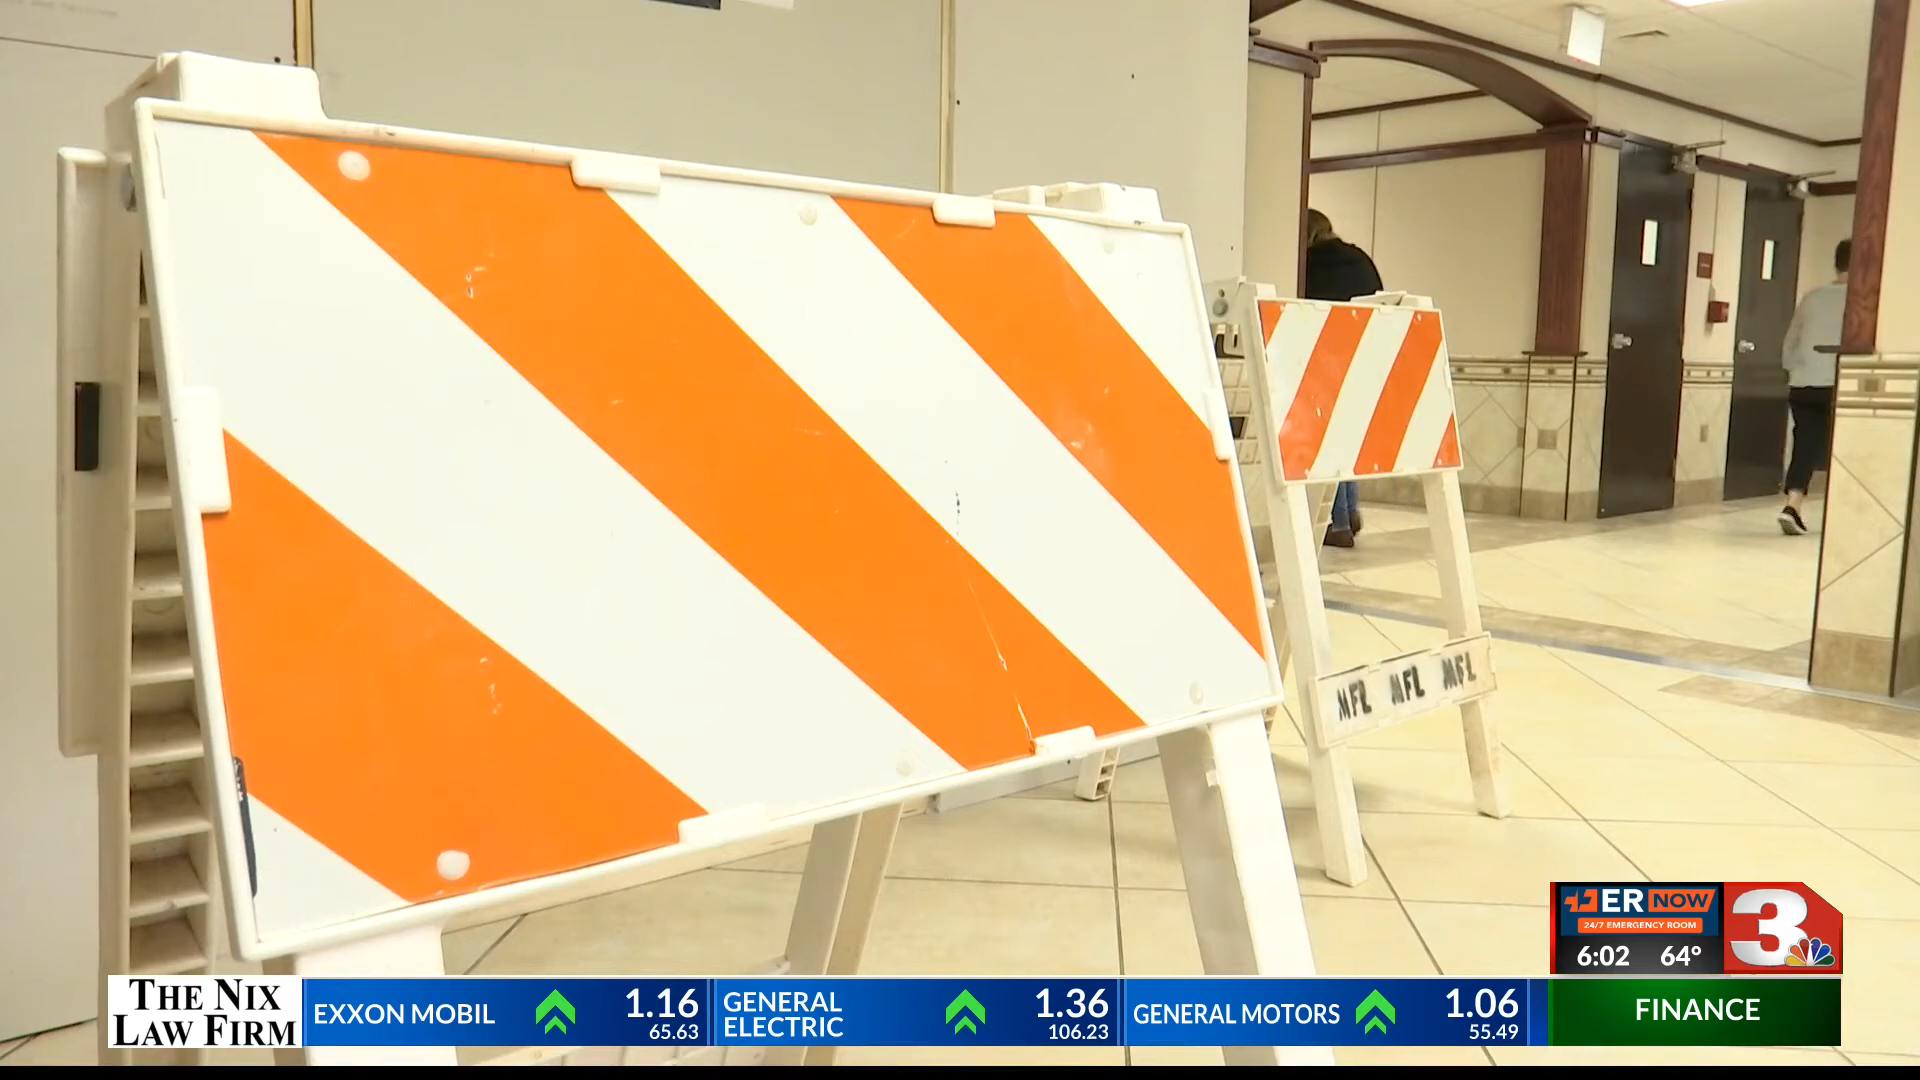 MFL MFL MFL
ER NOW
24/7 EMERGENCY ROOM
6:02 64°
3
THE NIX
LAW FIRM
EXXON MOBIL 1.16
65.63
GENERAL
ELECTRIC 1.36
106.23
GENERAL MOTORS 1.06
55.49
FINANCE